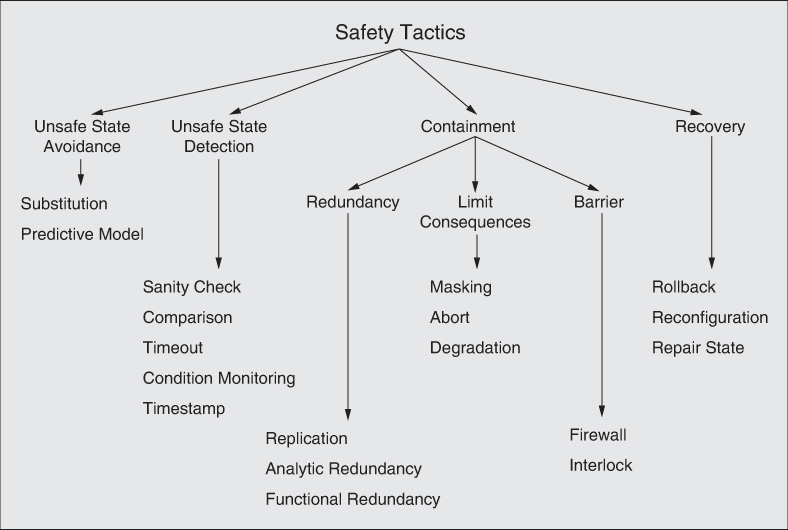 Safety Tactics
Unsafe State
Avoidance
Unsafe State
Detection
Containment
Recovery
Substitution
Predictive Model
Redundancy
Limit
Consequences
Barrier
Sanity Check
Comparison
Timeout
Condition Monitoring
Timestamp
Masking
Abort
Degradation
Rollback
Reconfiguration
Repair State
Replication
Analytic Redundancy
Functional Redundancy
Firewall
Interlock